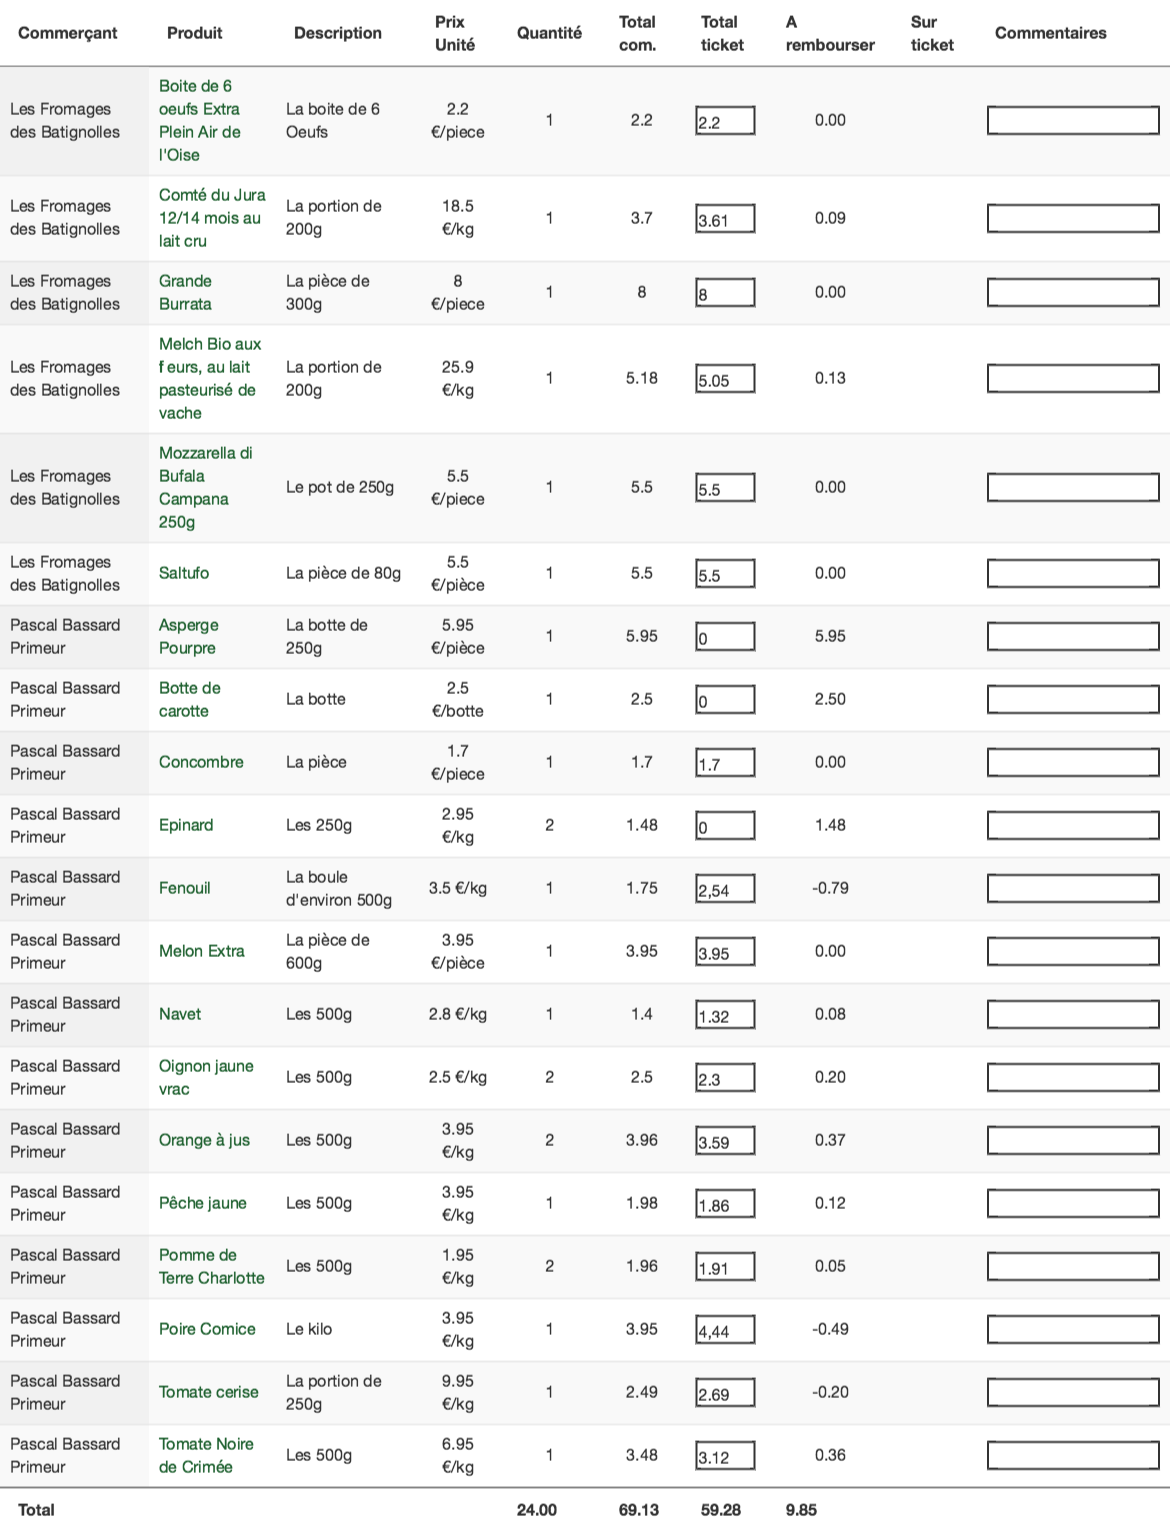 Commerçant Produit Description Prix Unité Quantité Total com. Total ticket A rembourser Sur ticket Commentaires
Les Fromages des Batignolles Boite de 6 oeufs Extra Plein Air de l'Oise La boite de 6 Oeufs 2.2 €/piece 1 2.2 2.2 0.00
Les Fromages des Batignolles Comté du Jura 12/14 mois au lait cru La portion de 200g 18.5 €/kg 1 3.7 3.61 0.09
Les Fromages des Batignolles Grande Burrata La pièce de 300g 8 €/piece 1 8 8 0.00
Les Fromages des Batignolles Melch Bio aux f eurs, au lait pasteurisé de vache La portion de 200g 25.9 €/kg 1 5.18 5.05 0.13
Les Fromages des Batignolles Mozzarella di Bufala Campana 250g Le pot de 250g 5.5 €/piece 1 5.5 5.5 0.00
Les Fromages des Batignolles Saltufo La pièce de 80g 5.5 €/pièce 1 5.5 5.5 0.00
Pascal Bassard Primeur Asperge Pourpre La botte de 250g 5.95 €/pièce 1 5.95 0 5.95
Pascal Bassard Primeur Botte de carotte La botte 2.5 €/botte 1 2.5 0 2.50
Pascal Bassard Primeur Concombre La pièce 1.7 €/piece 1 1.7 1.7 0.00
Pascal Bassard Primeur Epinard Les 250g 2.95 €/kg 2 1.48 0 1.48
Pascal Bassard Primeur Fenouil La boule d'environ 500g 3.5 €/kg 1 1.75 2,54 -0.79
Pascal Bassard Primeur Melon Extra La pièce de 600g 3.95 €/pièce 1 3.95 3.95 0.00
Pascal Bassard Primeur Navet Les 500g 2.8 €/kg 1 1.4 1.32 0.08
Pascal Bassard Primeur Oignon jaune vrac Les 500g 2.5 €/kg 2 2.5 2.3 0.20
Pascal Bassard Primeur Orange à jus Les 500g 3.95 €/kg 2 3.96 3.59 0.37
Pascal Bassard Primeur Pêche jaune Les 500g 3.95 €/kg 1 1.98 1.86 0.12
Pascal Bassard Primeur Pomme de Terre Charlotte Les 500g 1.95 €/kg 2 1.96 1.91 0.05
Pascal Bassard Primeur Poire Comice Le kilo 3.95 €/kg 1 3.95 4,44 -0.49
Pascal Bassard Primeur Tomate cerise La portion de 250g 9.95 €/kg 1 2.49 2.69 -0.20
Pascal Bassard Primeur Tomate Noire de Crimée Les 500g 6.95 €/kg 1 3.48 3.12 0.36
Total 24.00 69.13 59.28 9.85